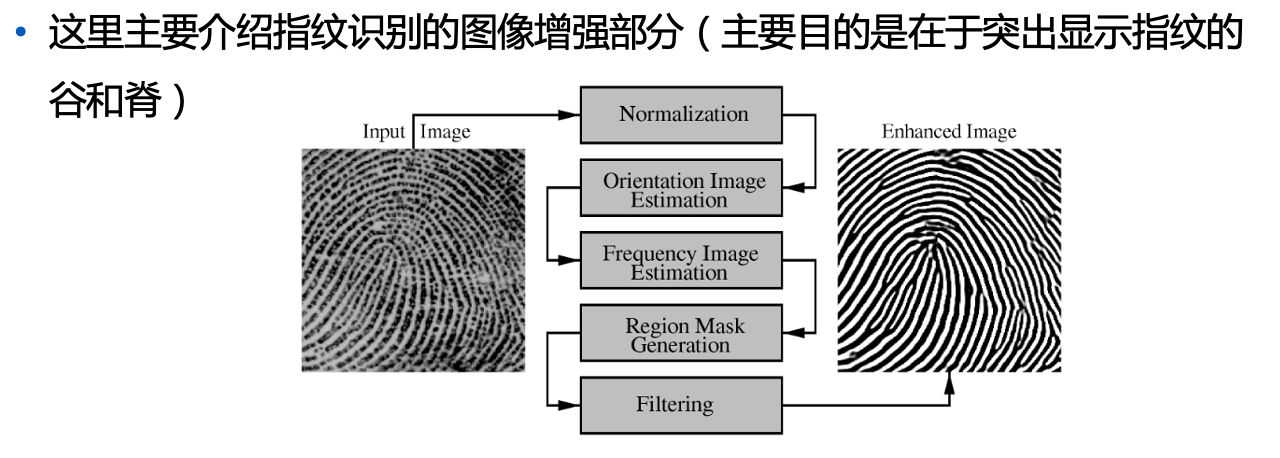 • 这里主要介绍指纹识别的图像增强部分（主要目的是在于突出显示指纹的
谷和脊）
Input Image
Normalization
Orientation Image
Estimation
Frequency Image
Estimation
Region Mask
Generation
Filtering
Enhanced Image